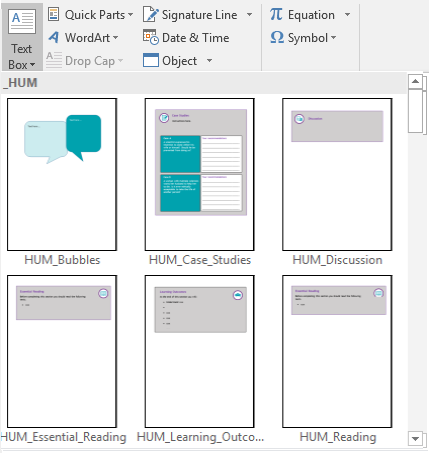 Text Box
Quick Parts
WordArt
Drop Cap
Signature Line
Date & Time
Object
Equation
Symbol
_HUM
HUM_Bubbles
Case Studies
HUM_Case_Studies
Discussion
HUM_Discussion
Essential Reading
HUM_Essential_Reading
Learning Outcomes
HUM_Learning_Outco...
Essential Reading
HUM_Reading